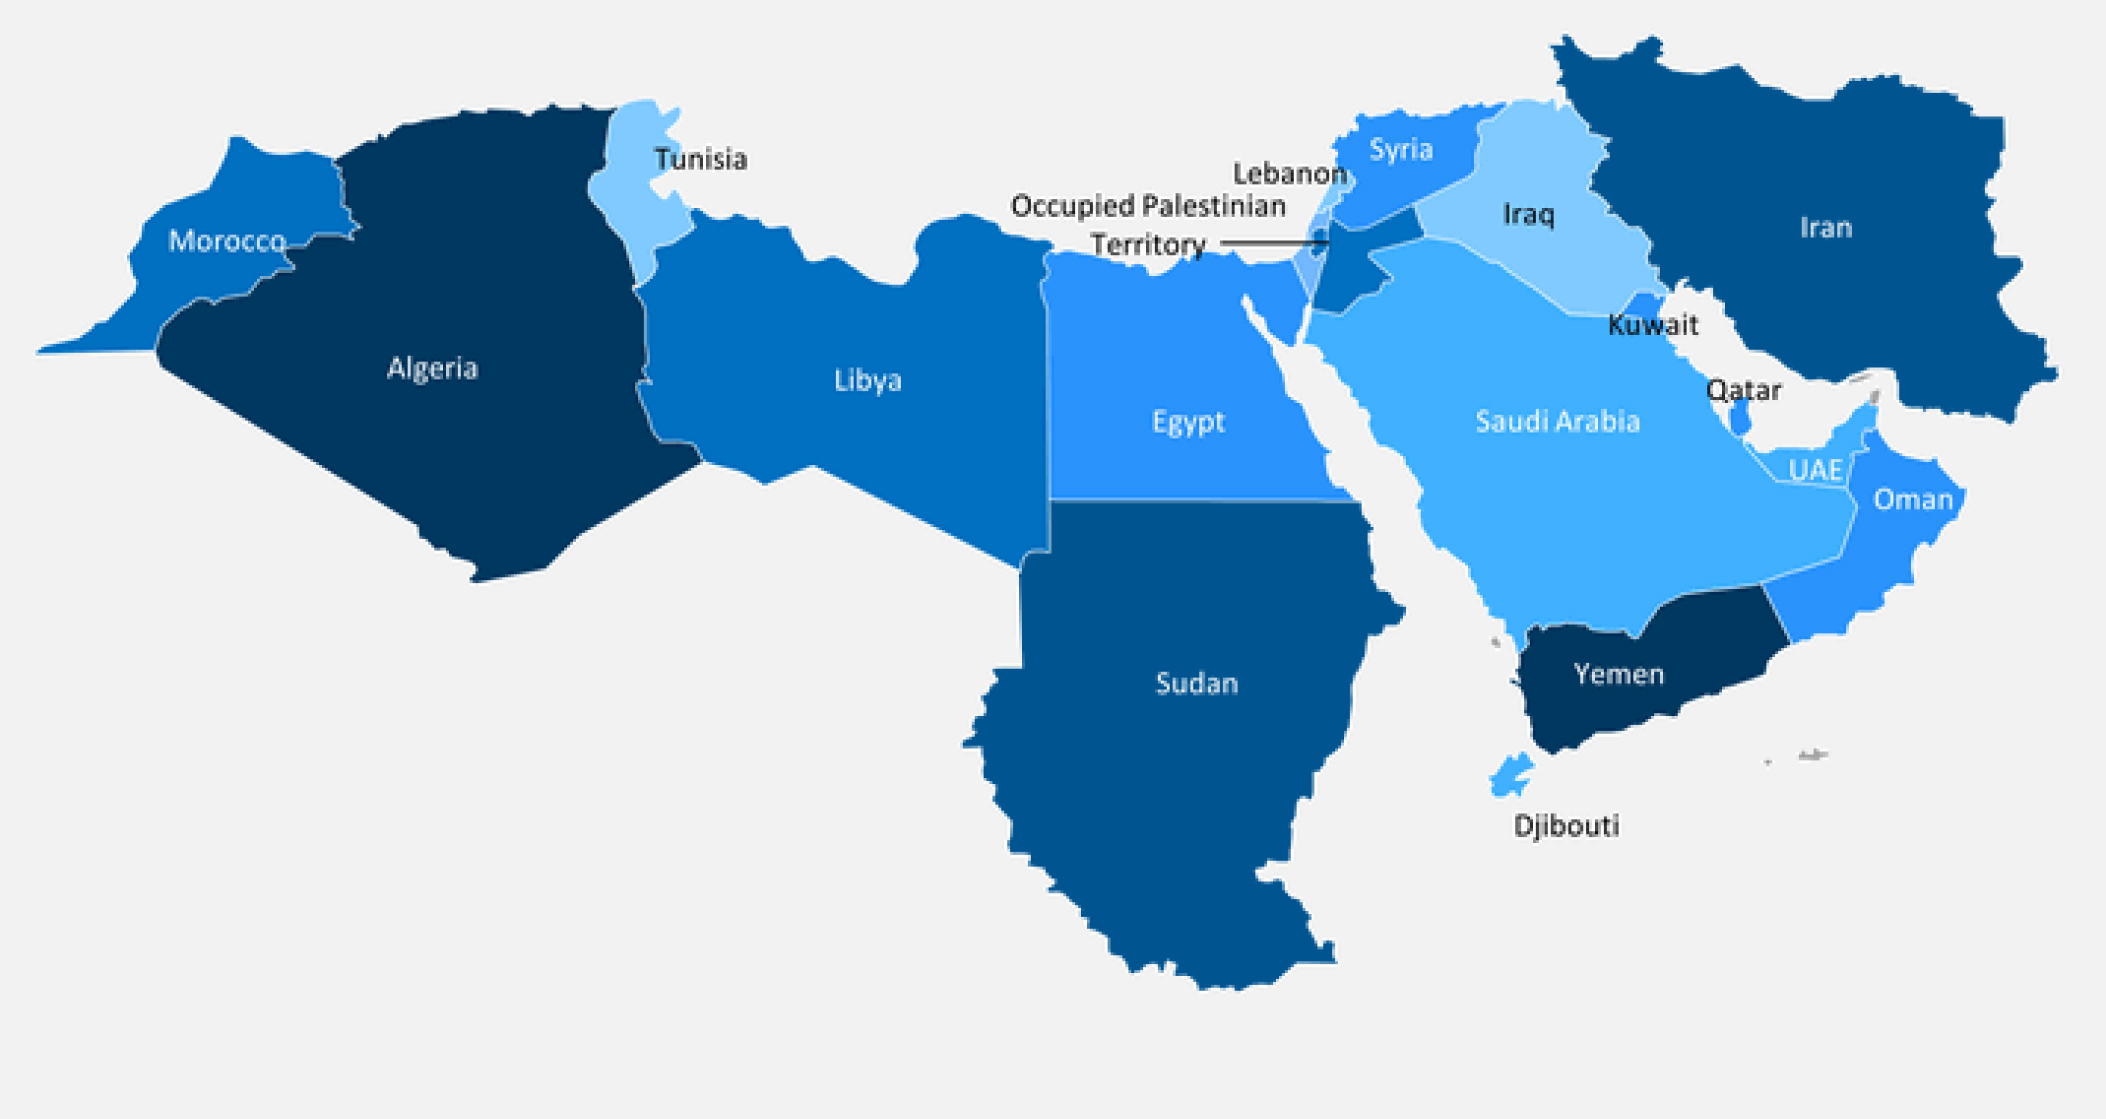 Tunisia
Syria
Lebanon
Occupied Palestinian
Territory
Iraq
Iran
Morocco
Algeria
Libya
Egypt
Kuwait
Qatar
Saudi Arabia
UAE
Oman
Sudan
Yemen
Djibouti